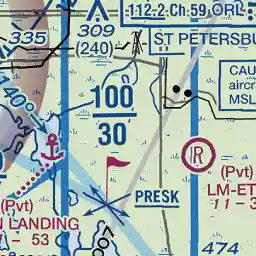 112.2 Ch 59 ORL
335
309
(240)
ST PETERSBU
CAU
aircr
MSL
100
30
40°
R
(Pvt)
LM-ET
11 - 3
PRESK
(Pvt)
N LANDING
- 53
474